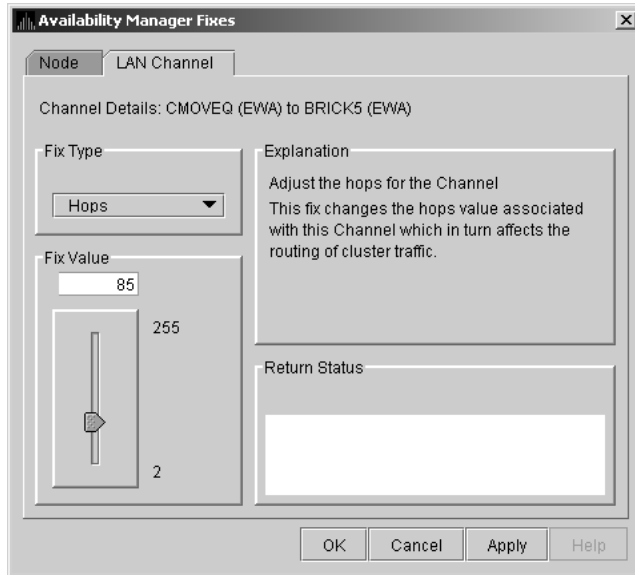 Availability Manager Fixes
Node
LAN Channel
Channel Details: CMOVEQ (EWA) to BRICK5 (EWA)
Fix Type
Hops
Explanation
Adjust the hops for the Channel
This fix changes the hops value associated
with this Channel which in turn affects the
routing of cluster traffic.
Fix Value
85
255
2
Return Status
OK
Cancel
Apply
Help